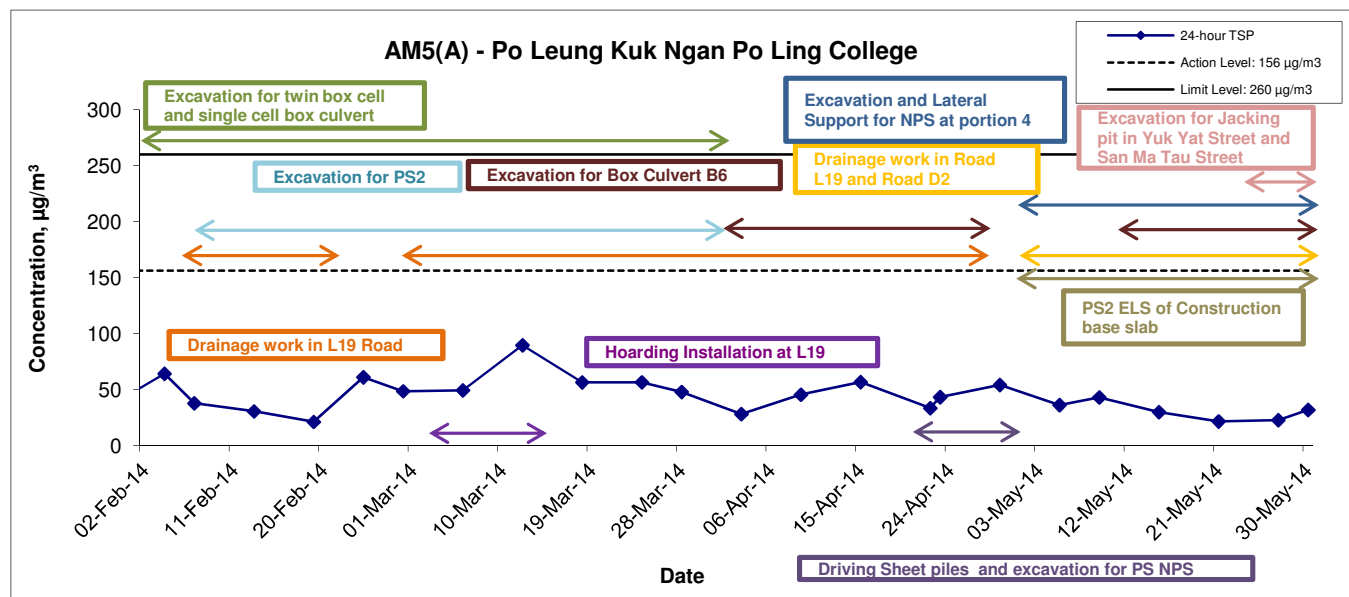 AM5(A) - Po Leung Kuk Ngan Po Ling College
24-hour TSP
Action Level: 156 µg/m3
Limit Level: 260 µg/m3
Excavation for twin box cell
and single cell box culvert
Excavation and Lateral
Support for NPS at portion 4
Excavation for Jacking
pit in Yuk Yat Street and
San Ma Tau Street
Excavation for PS2
Excavation for Box Culvert B6
Drainage work in Road
L19 and Road D2
PS2 ELS of Construction
base slab
Drainage work in L19 Road
Hoarding Installation at L19
Concentration, µg/m³
300
250
200
150
100
50
0
02-Feb-14
11-Feb-14
20-Feb-14
01-Mar-14
10-Mar-14
19-Mar-14
28-Mar-14
06-Apr-14
15-Apr-14
24-Apr-14
03-May-14
12-May-14
21-May-14
30-May-14
Date
Driving Sheet piles and excavation for PS NPS